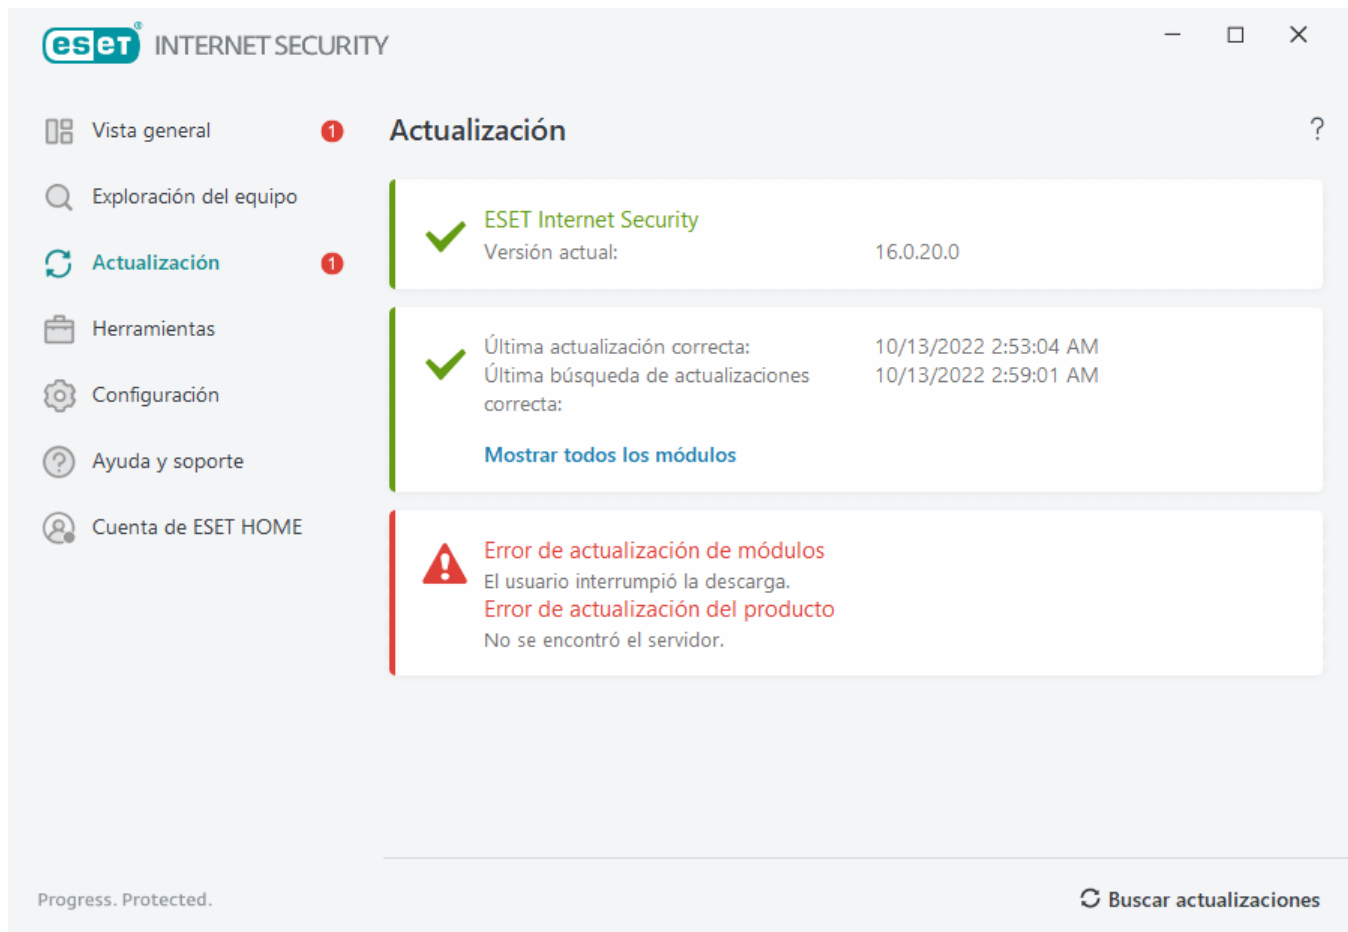 eset® INTERNET SECURITY
Vista general 1
Exploración del equipo
Actualización 1
Herramientas
Configuración
Ayuda y soporte
Cuenta de ESET HOME
Progress. Protected.
Actualización ?
ESET Internet Security
Versión actual: 16.0.20.0
Última actualización correcta: 10/13/2022 2:53:04 AM
Última búsqueda de actualizaciones 10/13/2022 2:59:01 AM
correcta:
Mostrar todos los módulos
Error de actualización de módulos
El usuario interrumpió la descarga.
Error de actualización del producto
No se encontró el servidor.
Buscar actualizaciones